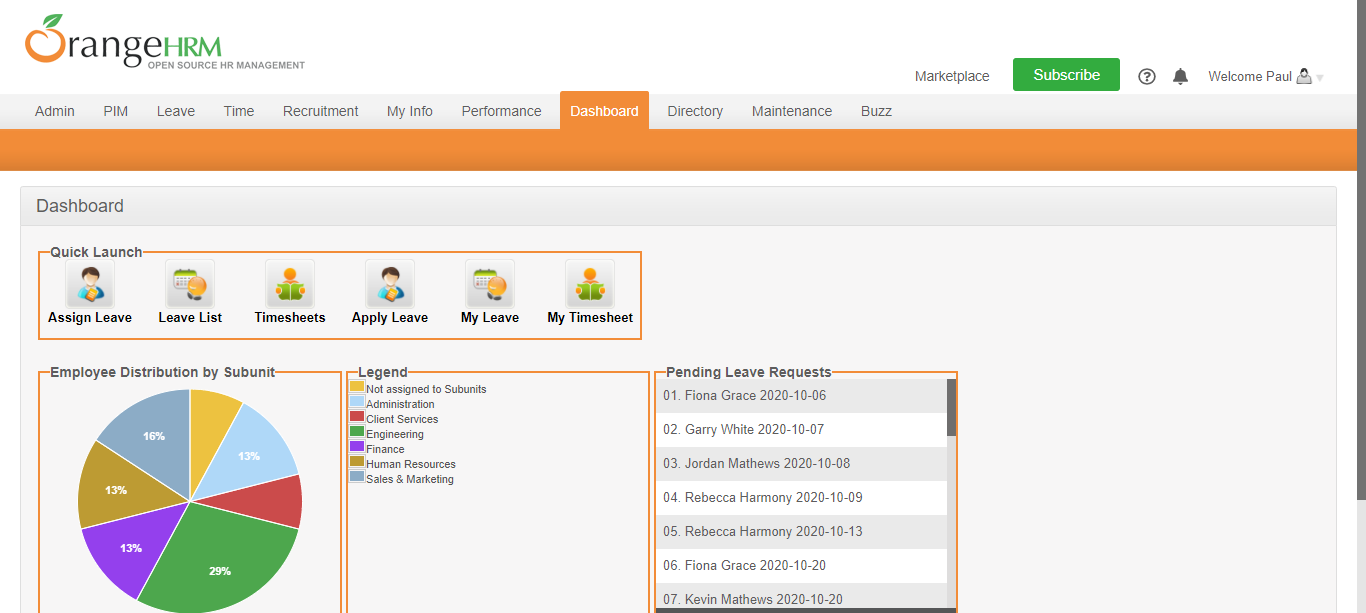 OrangeHRM
OPEN SOURCE HR MANAGEMENT
Marketplace
Subscribe
Welcome Paul
Admin
PIM
Leave
Time
Recruitment
My Info
Performance
Dashboard
Directory
Maintenance
Buzz
Dashboard
Quick Launch
Assign Leave
Leave List
Timesheets
Apply Leave
My Leave
My Timesheet
Employee Distribution by Subunit
16%
13%
13%
13%
29%
Legend
Not assigned to Subunits
Administration
Client Services
Engineering
Finance
Human Resources
Sales & Marketing
Pending Leave Requests
01. Fiona Grace 2020-10-06
02. Garry White 2020-10-07
03. Jordan Mathews 2020-10-08
04. Rebecca Harmony 2020-10-09
05. Rebecca Harmony 2020-10-13
06. Fiona Grace 2020-10-20
07. Kevin Mathews 2020-10-20